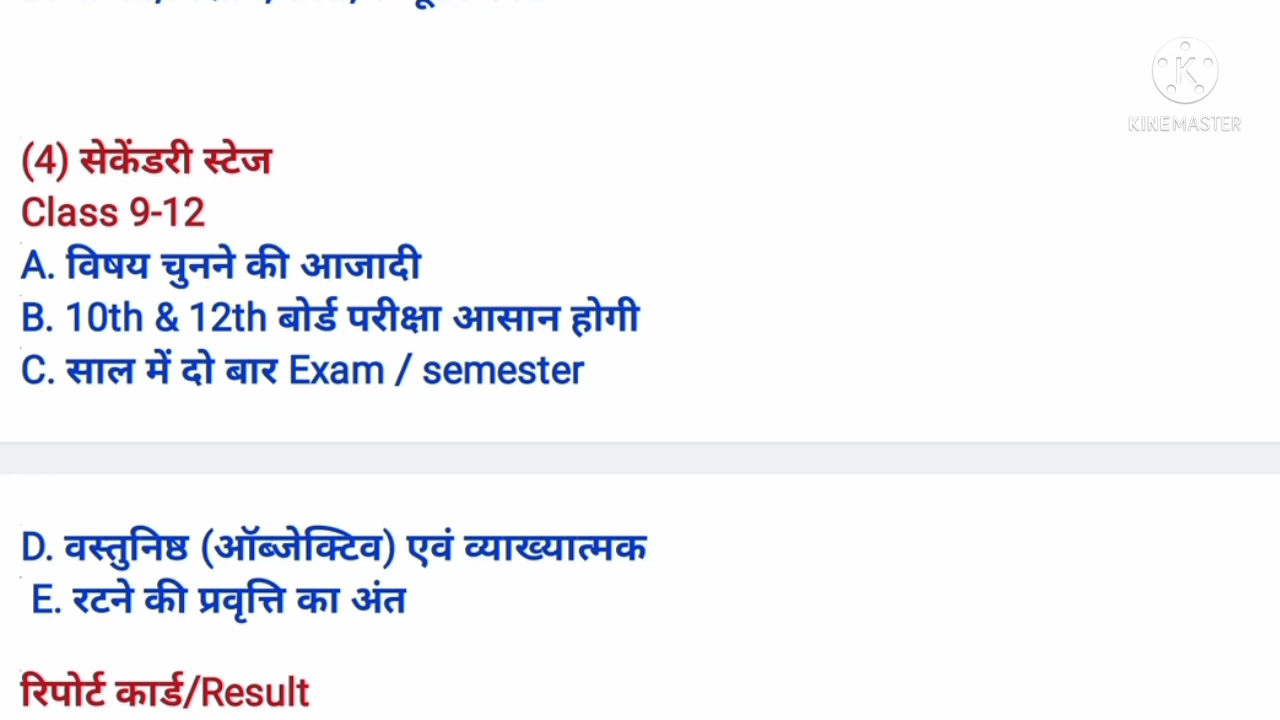 KINEMASTER
(4) सेकेंडरी स्टेज
Class 9-12
A. विषय चुनने की आजादी
B. 10th & 12th बोर्ड परीक्षा आसान होगी
C. साल में दो बार Exam / semester
D. वस्तुनिष्ठ (ऑब्जेक्टिव) एवं व्याख्यात्मक
E. रटने की प्रवृत्ति का अंत
रिपोर्ट कार्ड/Result